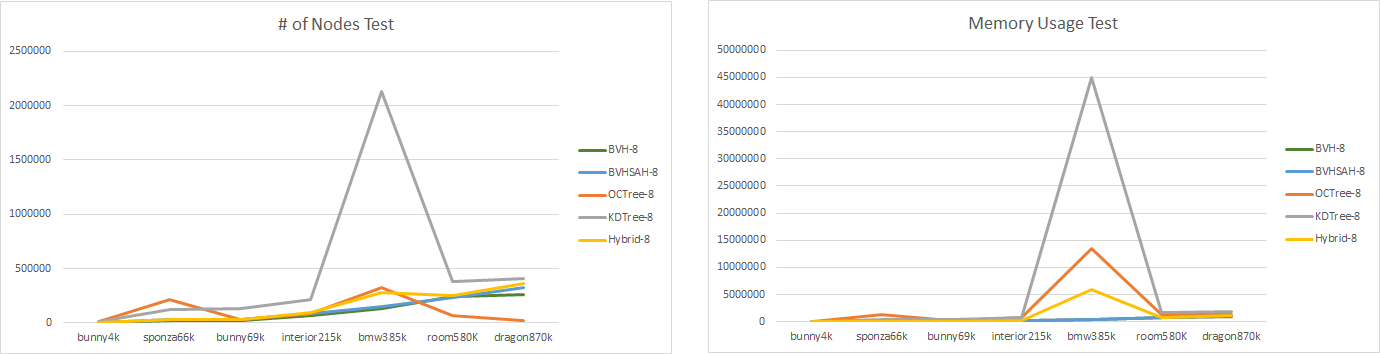 # of Nodes Test
2500000
2000000
1500000
1000000
500000
0
bunny4k sponza66k bunny69k interior215k bmw385k room580K dragon870k
BVH-8
BVHSAH-8
OCTree-8
KDTree-8
Hybrid-8
Memory Usage Test
50000000
45000000
40000000
35000000
30000000
25000000
20000000
15000000
10000000
5000000
0
bunny4k sponza66k bunny69k interior215k bmw385k room580K dragon870k
BVH-8
BVHSAH-8
OCTree-8
KDTree-8
Hybrid-8